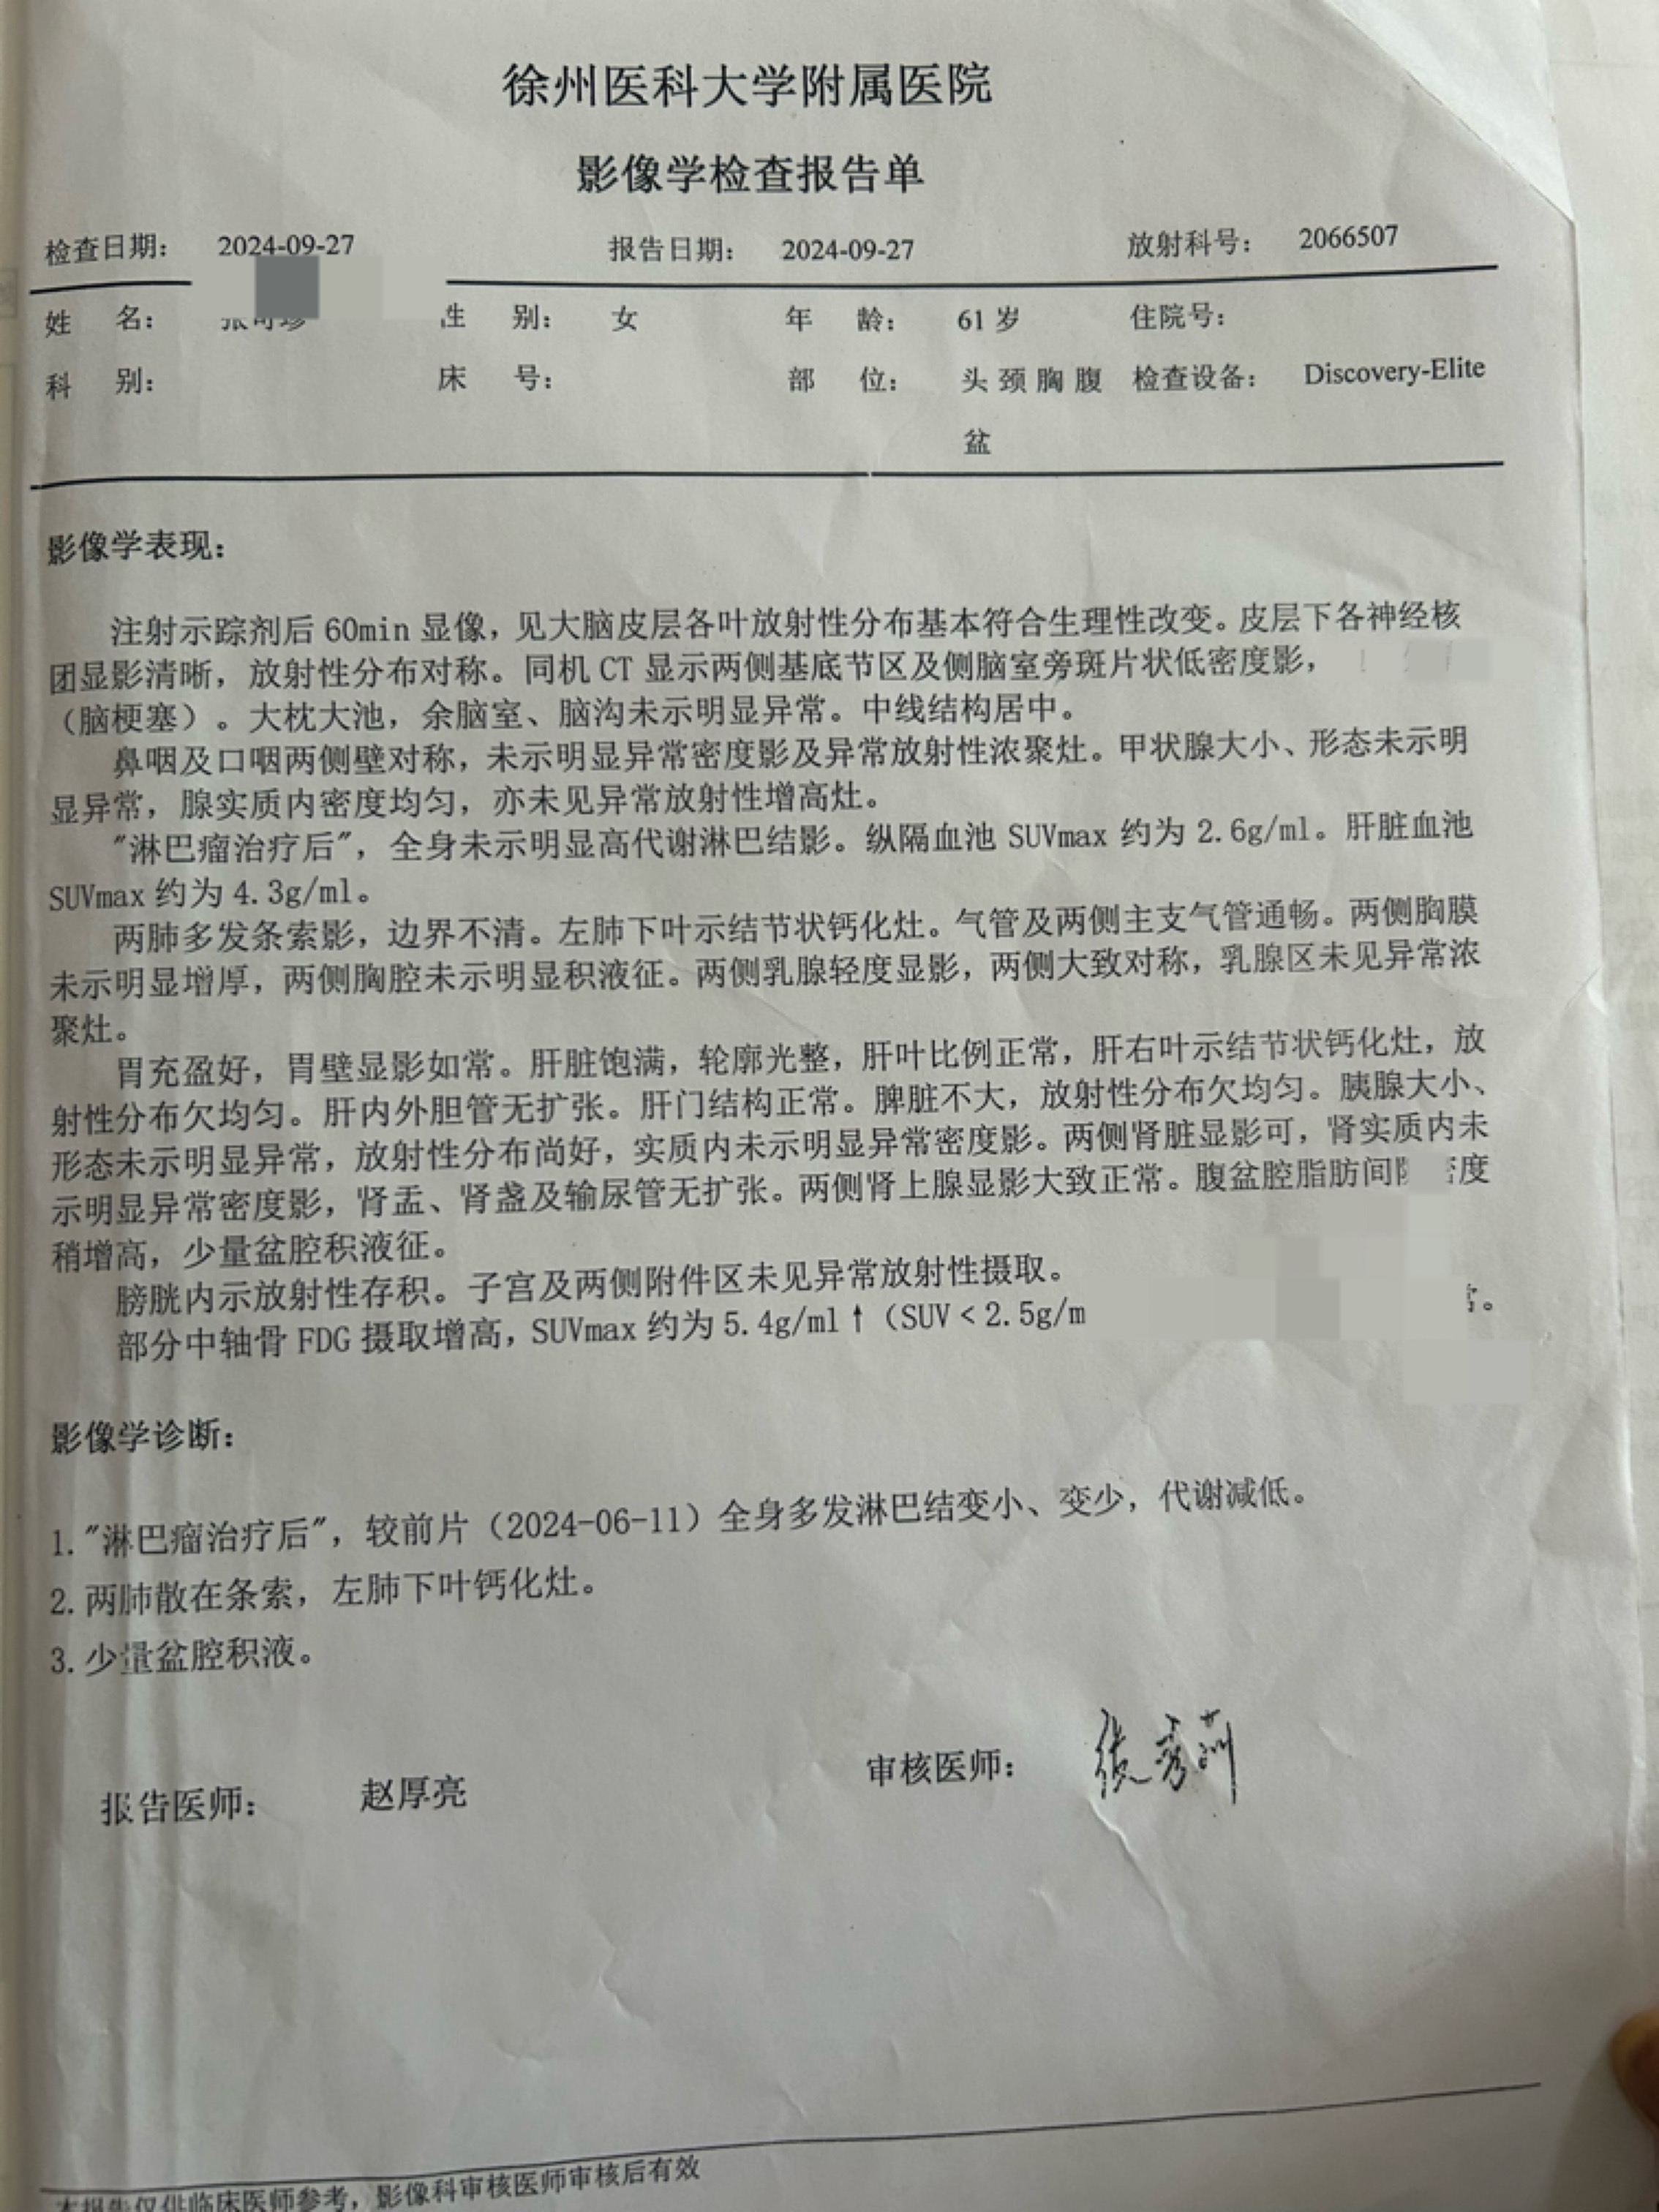 徐州医科大学附属医院
影像学检查报告单
检查日期： 2024-09-27 报告日期： 2024-09-27 放射科号： 2066507
姓 名： 性 别： 女 年 龄： 61 岁 住院号：
科 别： 床 号： 部 位： 头 颈 胸 腹 检查设备： Discovery-Elite
盆
影像学表现：
注射示踪剂后 60min 显像，见大脑皮层各叶放射性分布基本符合生理性改变。皮层下各神经核
团显影清晰，放射性分布对称。同机 CT 显示两侧基底节区及侧脑室旁斑片状低密度影，
（脑梗塞）。大枕大池，余脑室、脑沟未示明显异常。中线结构居中。
鼻咽及口咽两侧壁对称，未示明显异常密度影及异常放射性浓聚灶。甲状腺大小、形态未示明
显异常，腺实质内密度均匀，亦未见异常放射性增高灶。
"淋巴瘤治疗后"，全身未示明显高代谢淋巴结影。纵隔血池 SUVmax 约为 2.6g/ml。肝脏血池
SUVmax 约为 4.3g/ml。
两肺多发条索影，边界不清。左肺下叶示结节状钙化灶。气管及两侧主支气管通畅。两侧胸膜
未示明显增厚，两侧胸腔未示明显积液征。两侧乳腺轻度显影，两侧大致对称，乳腺区未见异常浓
聚灶。
胃充盈好，胃壁显影如常。肝脏饱满，轮廓光整，肝叶比例正常，肝右叶示结节状钙化灶，放
射性分布欠均匀。肝内外胆管无扩张。肝门结构正常。脾脏不大，放射性分布欠均匀。胰腺大小、
形态未示明显异常，放射性分布尚好，实质内未示明显异常密度影。两侧肾脏显影可，肾实质内未
示明显异常密度影，肾盂、肾盏及输尿管无扩张。两侧肾上腺显影大致正常。腹盆腔脂肪间 度
稍增高，少量盆腔积液征。
膀胱内示放射性存积。子宫及两侧附件区未见异常放射性摄取。
部分中轴骨 FDG 摄取增高，SUVmax 约为 5.4g/ml↑（SUV＜2.5g/m 。
影像学诊断：
1. "淋巴瘤治疗后"，较前片（2024-06-11）全身多发淋巴结变小、变少，代谢减低。
2. 两肺散在条索，左肺下叶钙化灶。
3. 少量盆腔积液。
审核医师：
报告医师： 赵厚亮
本报告仅供临床医师参考，影像科审核医师审核后有效